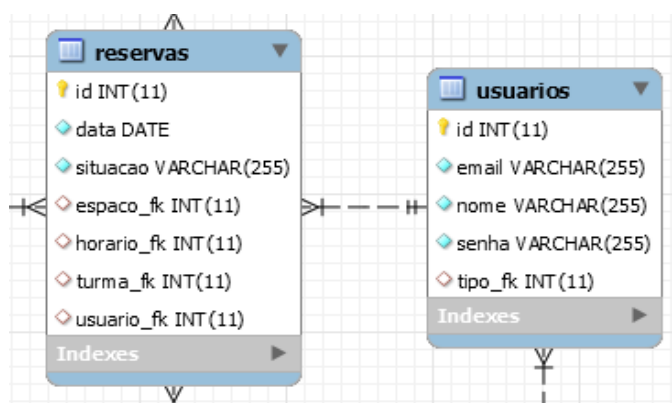 reservas
id INT(11)
data DATE
situacao VARCHAR(255)
espaco_fk INT(11)
horario_fk INT(11)
turma_fk INT(11)
usuario_fk INT(11)
Indexes
usuarios
id INT(11)
email VARCHAR(255)
nome VARCHAR(255)
senha VARCHAR(255)
tipo_fk INT(11)
Indexes